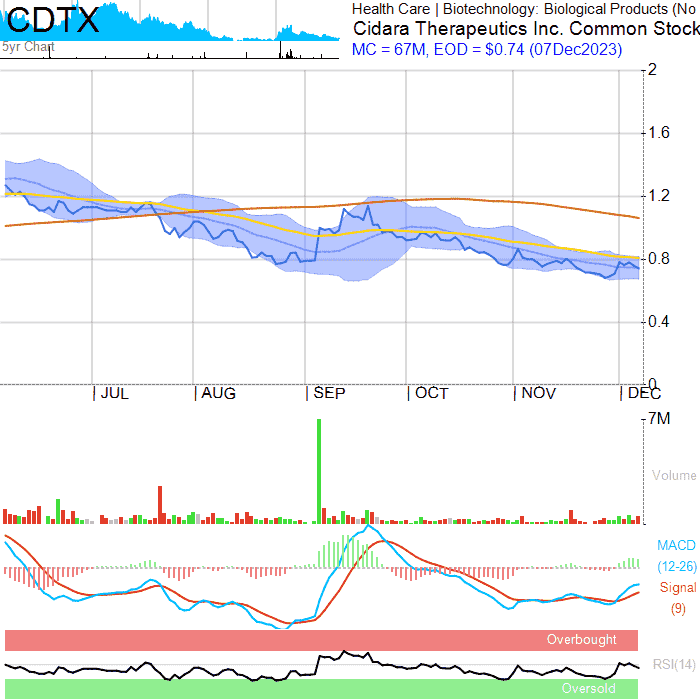 CDTX
5yr Chart
Health Care | Biotechnology: Biological Products (No
Cidara Therapeutics Inc. Common Stock
MC = 67M, EOD = $0.74 (07Dec2023)
2
1.6
1.2
0.8
0.4
0
JUL AUG SEP OCT NOV DEC
7M
Volume
MACD
(12-26)
Signal
(9)
Overbought
RSI(14)
Oversold